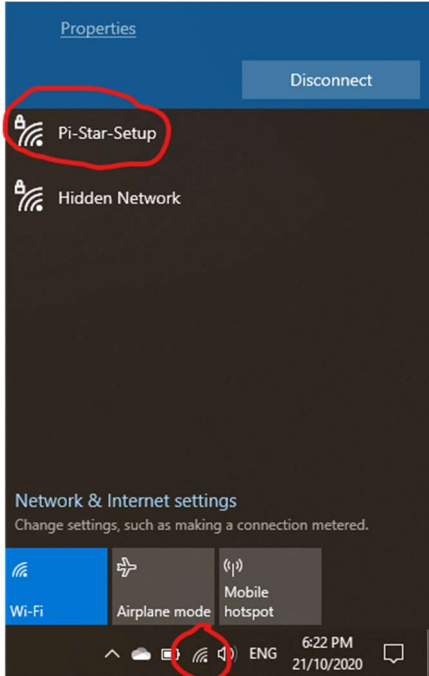 Properties
Disconnect
Pi-Star-Setup
Hidden Network
Network & Internet settings
Change settings, such as making a connection metered.
Wi-Fi
Airplane mode
Mobile
hotspot
ENG
6:22 PM
21/10/2020